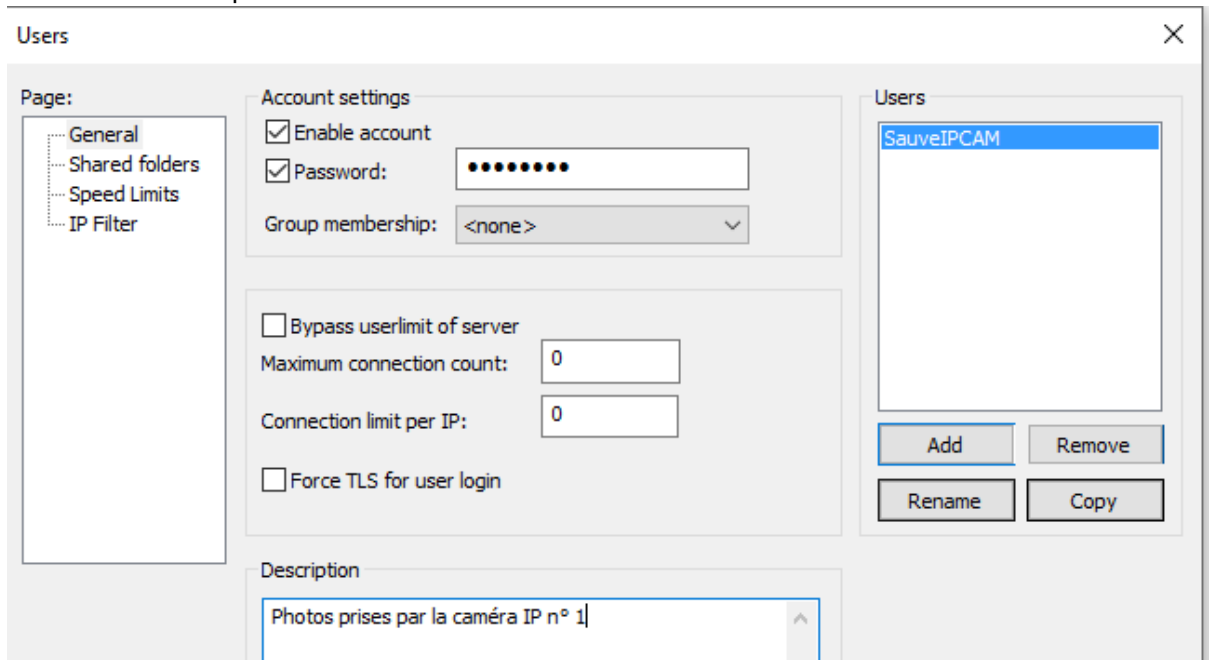 Users
Page:
General
Shared folders
Speed Limits
IP Filter
Account settings
Enable account
Password: ••••••••
Group membership: <none>
Bypass userlimit of server
Maximum connection count: 0
Connection limit per IP: 0
Force TLS for user login
Description
Photos prises par la caméra IP n° 1
Users
SauveIPCAM
Add Remove
Rename Copy